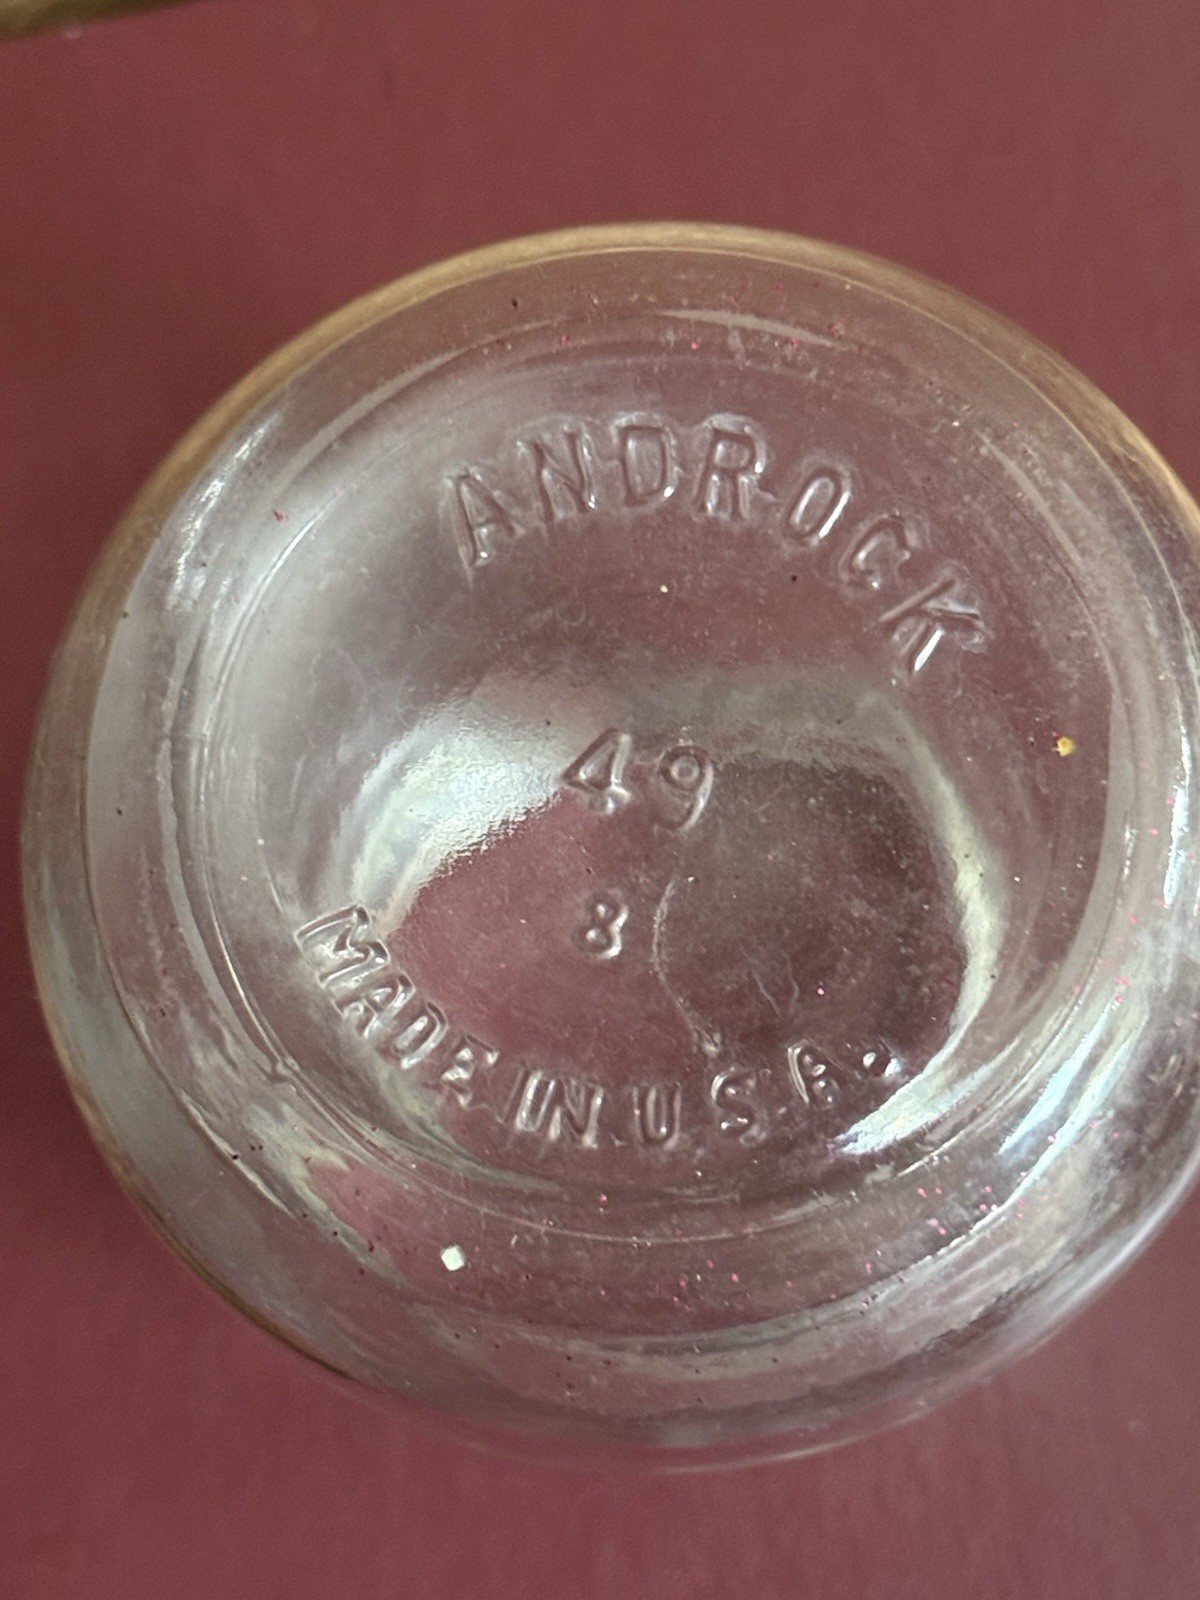 ANDROCK
49
8
MADE IN U.S.A.